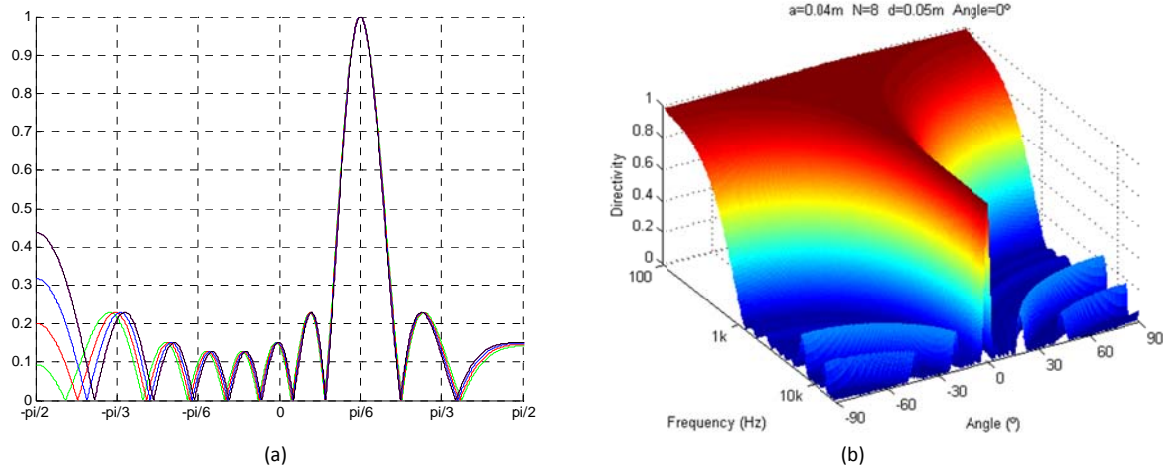 1
0.9
0.8
0.7
0.6
0.5
0.4
0.3
0.2
0.1
0
-pi/2
-pi/3
-pi/6
0
pi/6
pi/3
pi/2
(a)
a=0.04m N=8 d=0.05m Angle=0º
Directivity
1
0.8
0.6
0.4
0.2
0
100
1k
10k
Frequency (Hz)
-90
-60
-30
0
30
60
90
Angle (º)
(b)